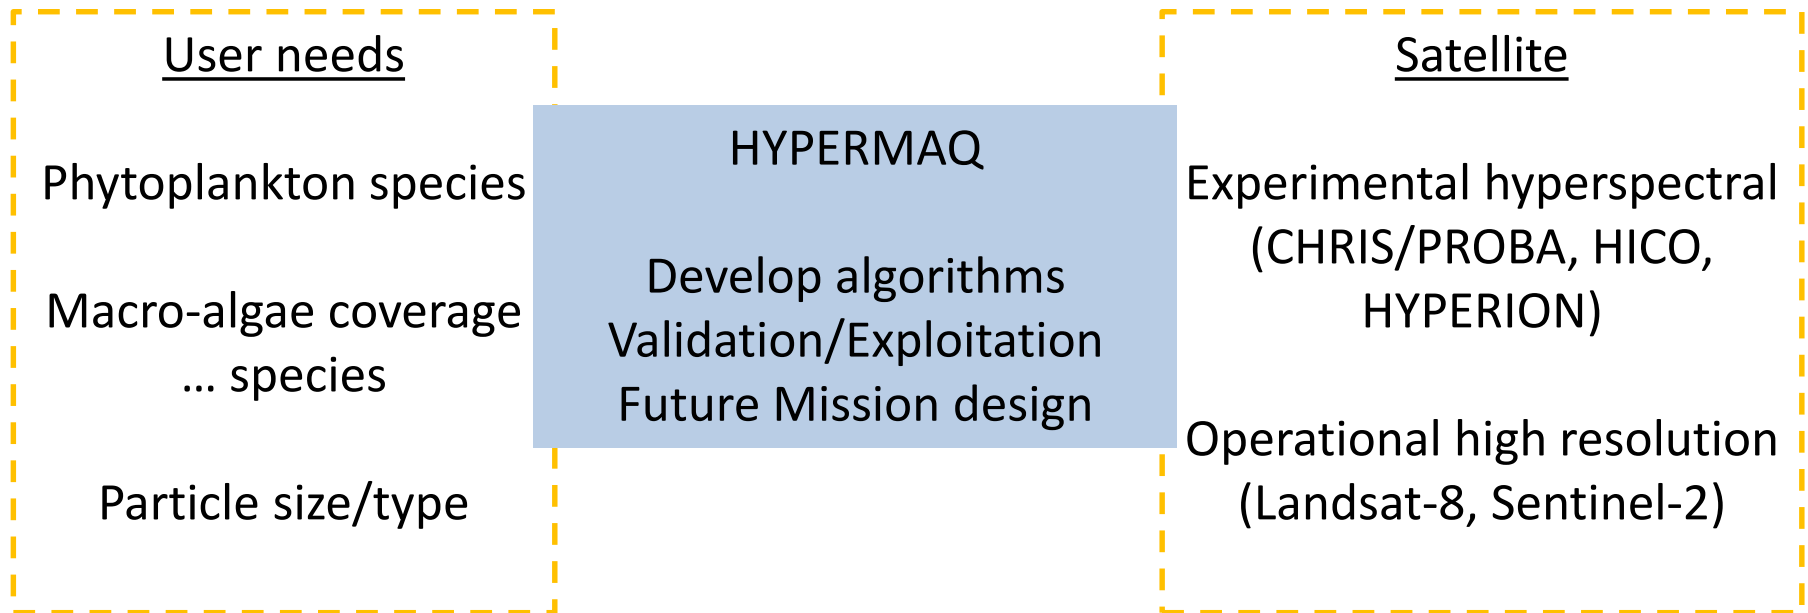 User needs
Phytoplankton species
Macro-algae coverage
... species
Particle size/type
HYPERMAQ
Develop algorithms
Validation/Exploitation
Future Mission design
Satellite
Experimental hyperspectral
(CHRIS/PROBA, HICO,
HYPERION)
Operational high resolution
(Landsat-8, Sentinel-2)